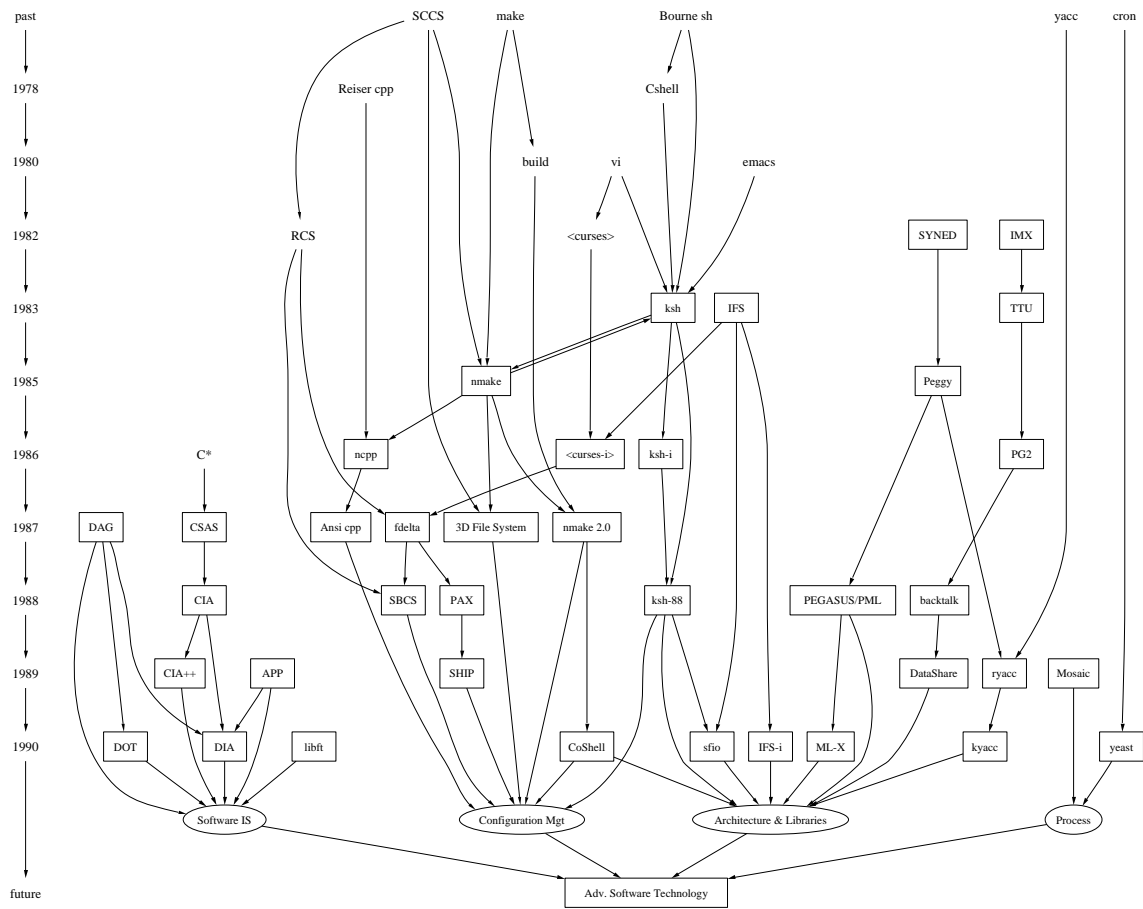 past
SCCS
make
Bourne sh
yacc
cron
1978
Reiser cpp
Cshell
1980
build
vi
emacs
1982
RCS
<curses>
SYNED
IMX
1983
ksh
IFS
TTU
1985
nmake
Peggy
1986
C*
ncpp
<curses-i>
ksh-i
PG2
1987
DAG
CSAS
Ansi cpp
fdelta
3D File System
nmake 2.0
1988
CIA
SBCS
PAX
ksh-88
PEGASUS/PML
backtalk
1989
CIA++
APP
SHIP
DataShare
ryacc
Mosaic
1990
DOT
DIA
libft
CoShell
sfio
IFS-i
ML-X
kyacc
yeast
Software IS
Configuration Mgt
Architecture & Libraries
Process
future
Adv. Software Technology